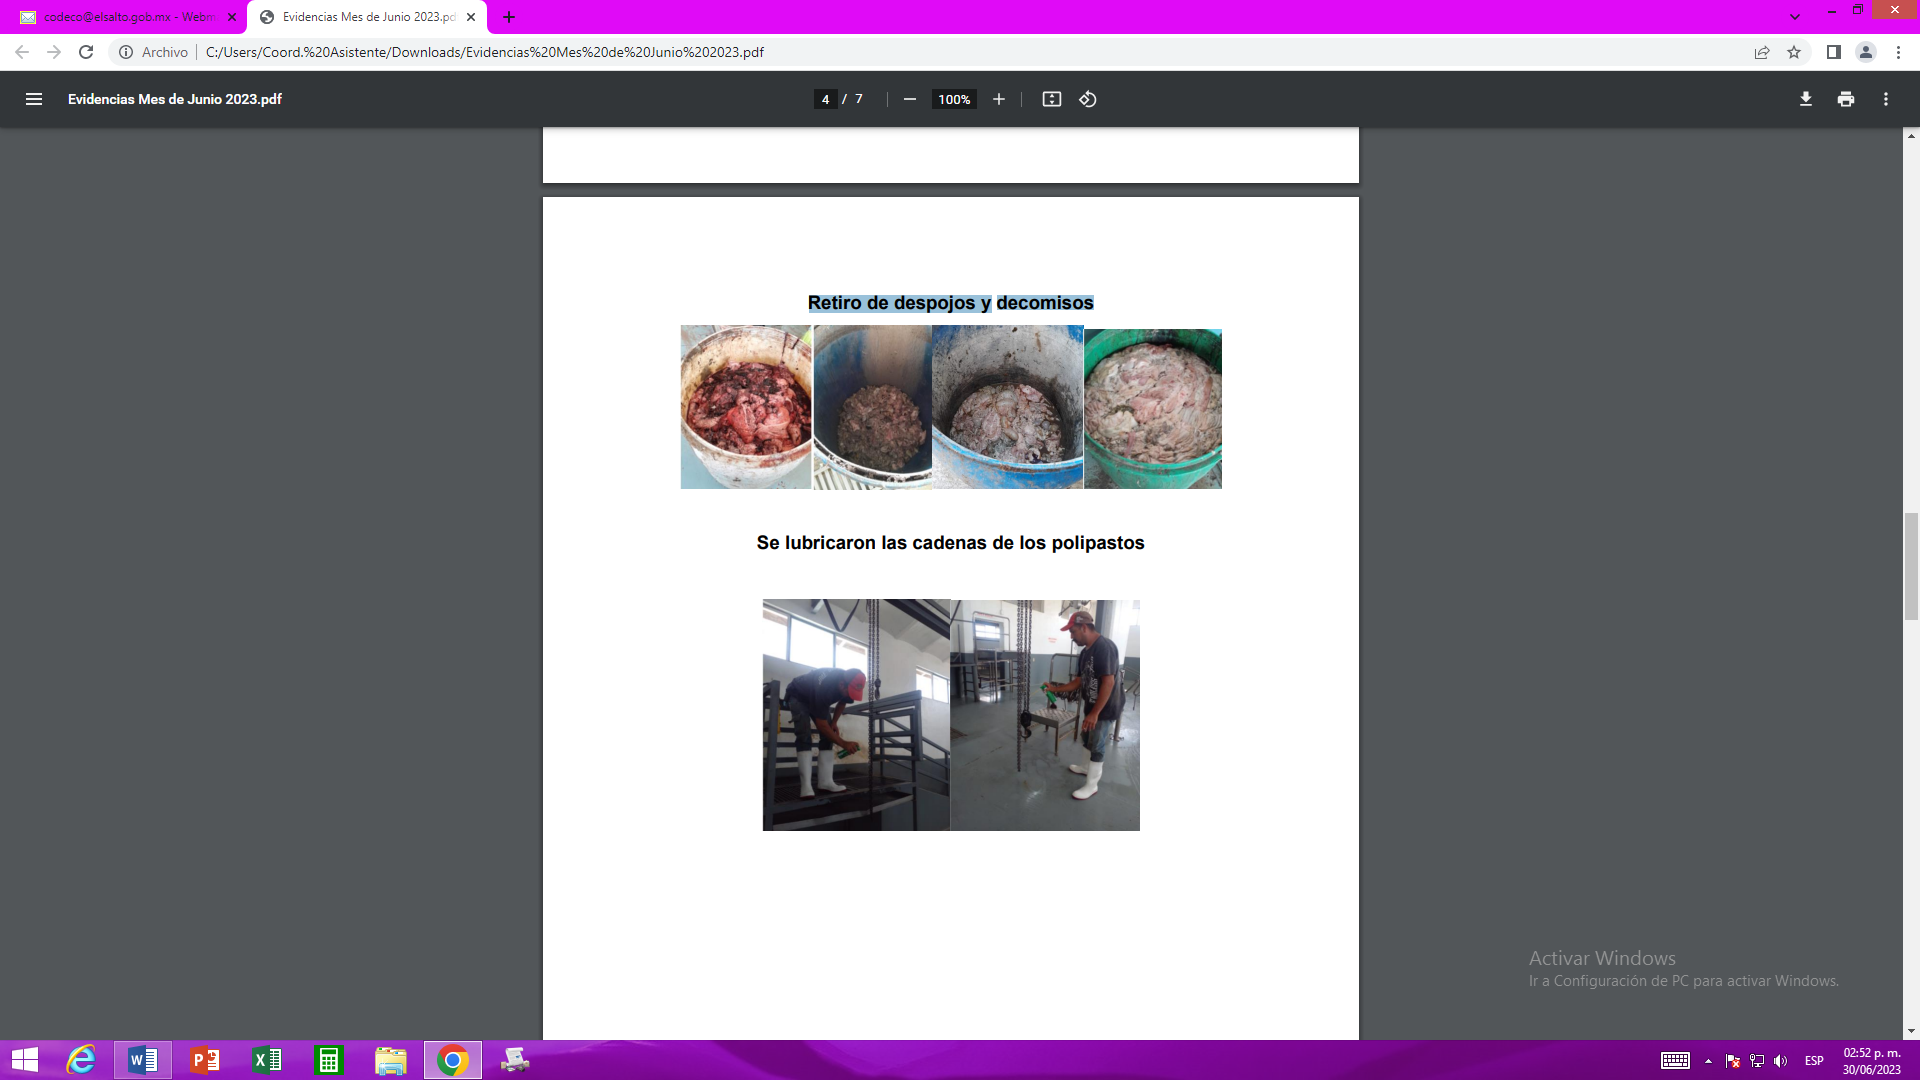 codeco@elsalto.gob.mx - Webm
Evidencias Mes de Junio 2023.pd
Archivo
C:/Users/Coord.%20Asistente/Downloads/Evidencias%20Mes%20de%20Junio%202023.pdf
Evidencias Mes de Junio 2023.pdf
4 / 7
100%
Retiro de despojos y decomisos
Se lubricaron las cadenas de los polipastos
Activar Windows
Ir a Configuración de PC para activar Windows.
ESP
02:52 p. m.
30/06/2023